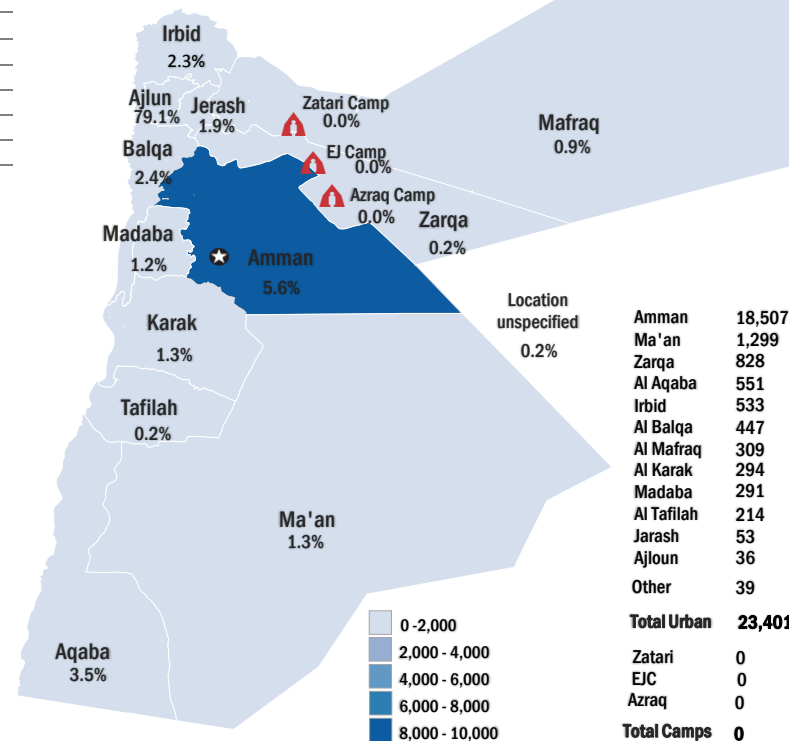 Irbid
2.3%
Ajlun
79.1%
Jerash
1.9%
Zatari Camp
0.0%
Mafraq
0.9%
Balqa
2.4%
EJ Camp
0.0%
Azraq Camp
0.0%
Zarqa
0.2%
Madaba
1.2%
Amman
5.6%
Karak
1.3%
Location
unspecified
0.2%
Tafilah
0.2%
Ma'an
1.3%
Aqaba
3.5%
0 -2,000
2,000 - 4,000
4,000 - 6,000
6,000 - 8,000
8,000 - 10,000
Amman 18,507
Ma'an 1,299
Zarqa 828
Al Aqaba 551
Irbid 533
Al Balqa 447
Al Mafraq 309
Al Karak 294
Madaba 291
Al Tafilah 214
Jarash 53
Ajloun 36
Other 39
Total Urban 23,401
Zatari 0
EJC 0
Azraq 0
Total Camps 0